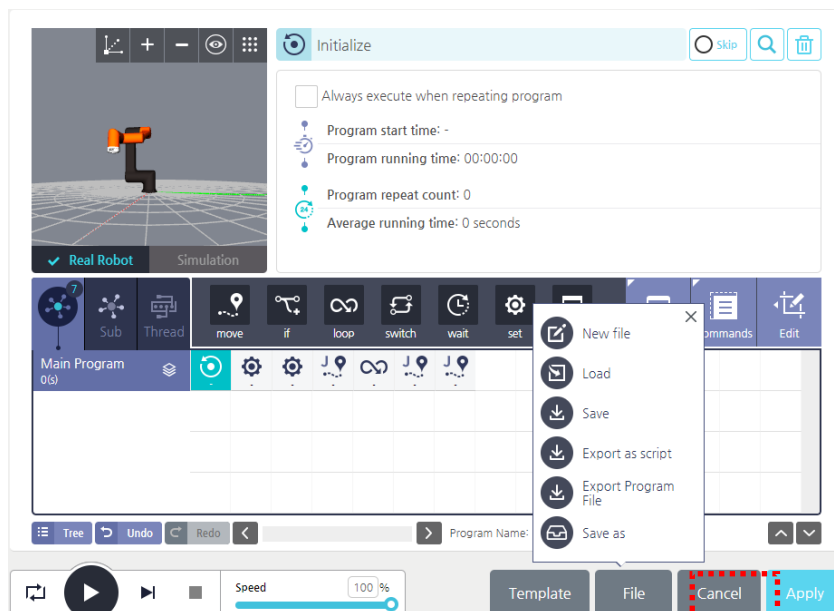 Initialize
Skip
Always execute when repeating program
Program start time: -
Program running time: 00:00:00
24
Program repeat count: 0
Average running time: 0 seconds
Real Robot
Simulation
7
Sub
Thread
move
if
loop
switch
wait
set
Edit
Main Program
0(s)
J
J
J
New file
Load
Save
Export as script
Export Program
File
Save as
Tree
Undo
Redo
Program Name:
Speed
100 %
Template
File
Cancel
Apply